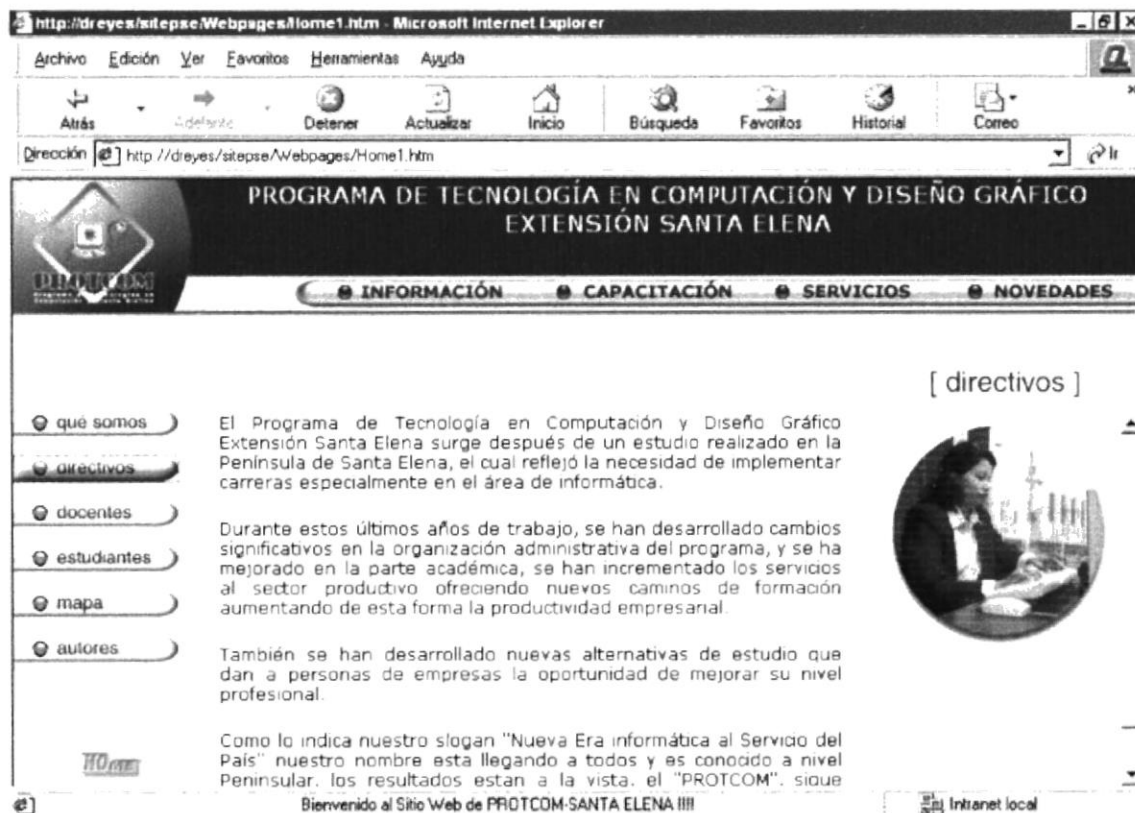 http://dreyes/sitepse/Webpages/Home1.htm - Microsoft Internet Explorer
Archivo Edición Ver Favoritos Herramientas Ayuda
Atrás Adelante Detener Actualizar Inicio Búsqueda Favoritos Historial Correo
Dirección http://dreyes/sitepse/Webpages/Home1.htm Ir
PROGRAMA DE TECNOLOGÍA EN COMPUTACIÓN Y DISEÑO GRÁFICO
EXTENSIÓN SANTA ELENA
PROTCOM
INFORMACIÓN CAPACITACIÓN SERVICIOS NOVEDADES
[ directivos ]
qué somos
directivos
docentes
estudiantes
mapa
autores
HOME
El Programa de Tecnología en Computación y Diseño Gráfico
Extensión Santa Elena surge después de un estudio realizado en la
Península de Santa Elena, el cual reflejó la necesidad de implementar
carreras especialmente en el área de informática.
Durante estos últimos años de trabajo, se han desarrollado cambios
significativos en la organización administrativa del programa, y se ha
mejorado en la parte académica, se han incrementado los servicios
al sector productivo ofreciendo nuevos caminos de formación
aumentando de esta forma la productividad empresarial.
También se han desarrollado nuevas alternativas de estudio que
dan a personas de empresas la oportunidad de mejorar su nivel
profesional.
Como lo indica nuestro slogan "Nueva Era informática al Servicio del
País" nuestro nombre esta llegando a todos y es conocido a nivel
Peninsular, los resultados estan a la vista, el "PROTCOM", sigue
Bienvenido al Sitio Web de PROTCOM-SANTA ELENA !!!!
Intranet local